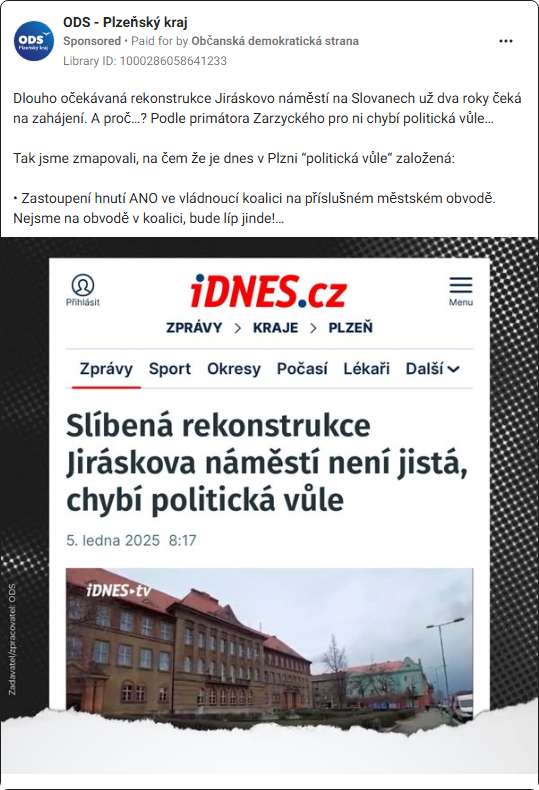 ODS - Plzeňský kraj
Sponsored • Paid for by Občanská demokratická strana
Library ID: 1000286058641233
ODS
Plzeňský kraj
Dlouho očekávaná rekonstrukce Jiráskovo náměstí na Slovanech už dva roky čeká
na zahájení. A proč...? Podle primátora Zarzyckého pro ni chybí politická vůle...
Tak jsme zmapovali, na čem že je dnes v Plzni “politická vůle” založená:
• Zastoupení hnutí ANO ve vládnoucí koalici na příslušném městském obvodě.
Nejsme na obvodě v koalici, bude líp jinde!...
Přihlásit
iDNES.cz
Menu
ZPRÁVY > KRAJE > PLZEŇ
Zprávy Sport Okresy Počasí Lékaři Další
Slíbená rekonstrukce
Jiráskova náměstí není jistá,
chybí politická vůle
5. ledna 2025 8:17
iDNES•tv
Zadavatel/zpracovatel: ODS